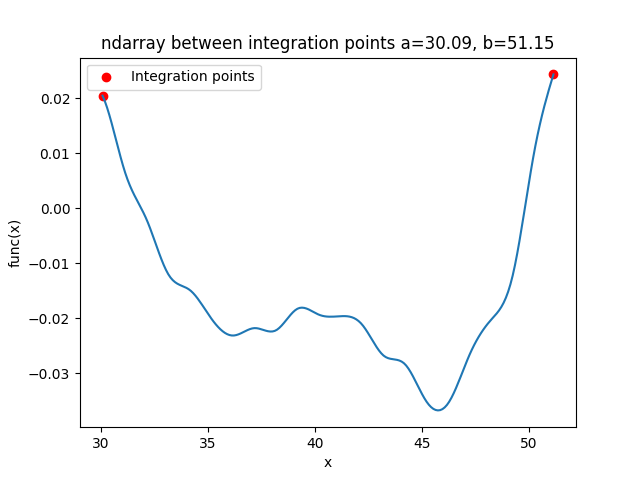 ndarray between integration points a=30.09, b=51.15
Integration points
0.02
0.01
0.00
−0.01
−0.02
−0.03
func(x)
30 35 40 45 50
x